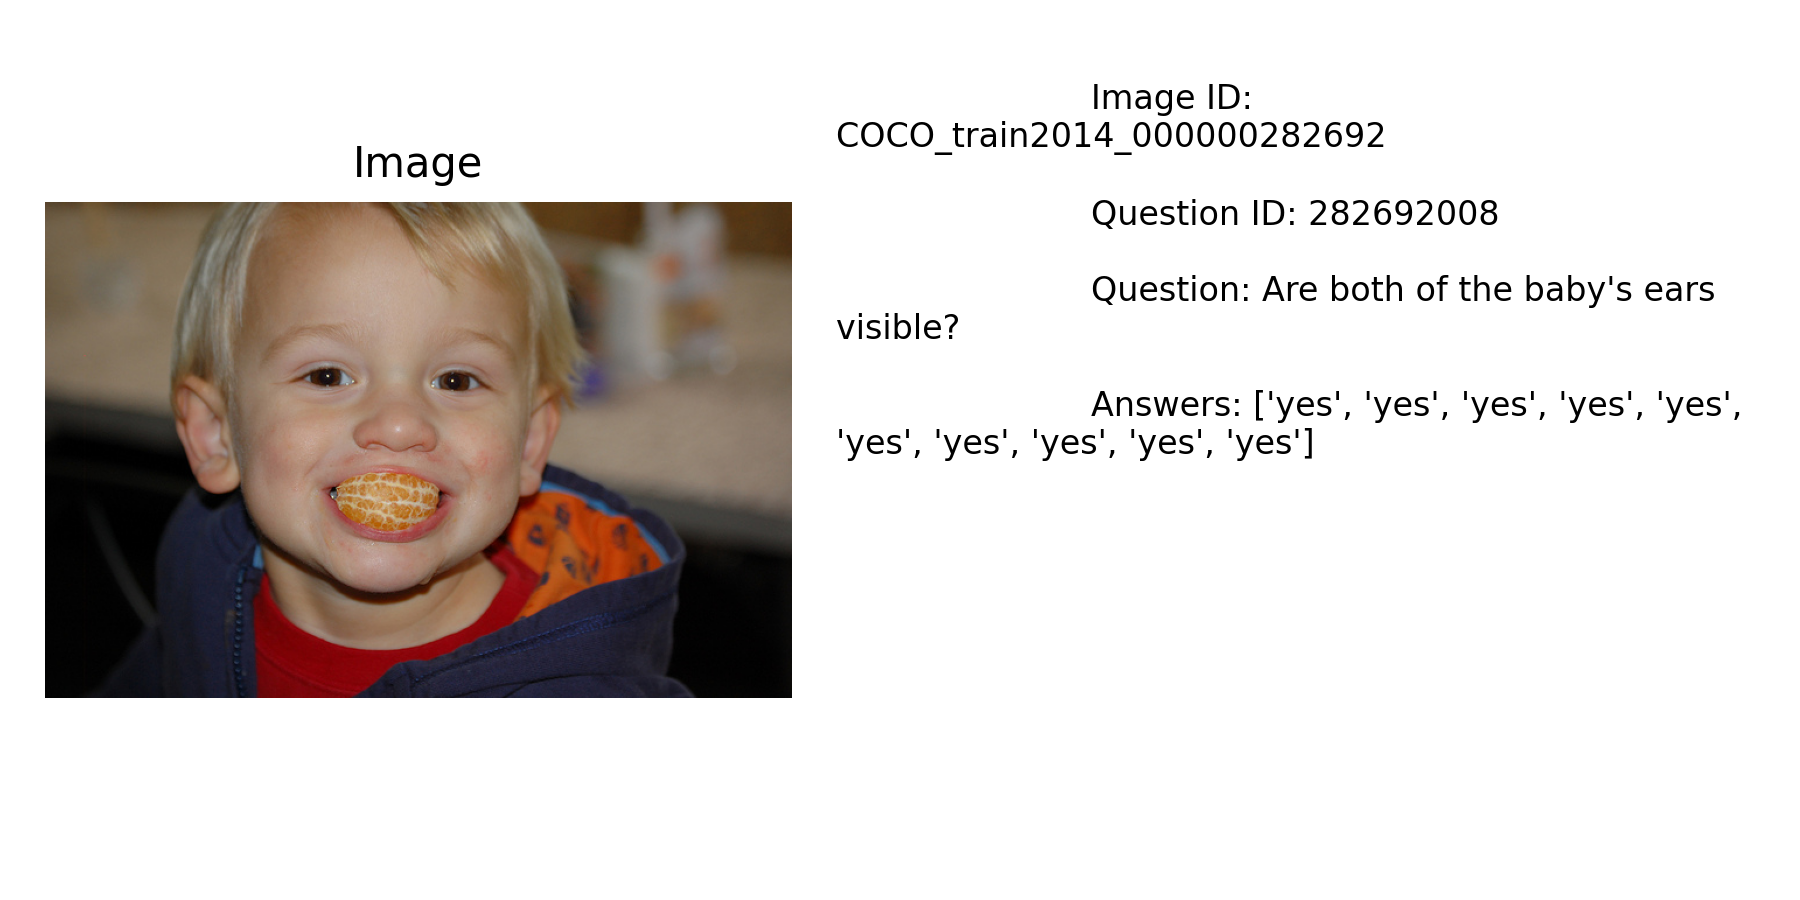 Image
Image ID:
COCO_train2014_000000282692
Question ID: 282692008
Question: Are both of the baby's ears
visible?
Answers: ['yes', 'yes', 'yes', 'yes', 'yes',
'yes', 'yes', 'yes', 'yes', 'yes']